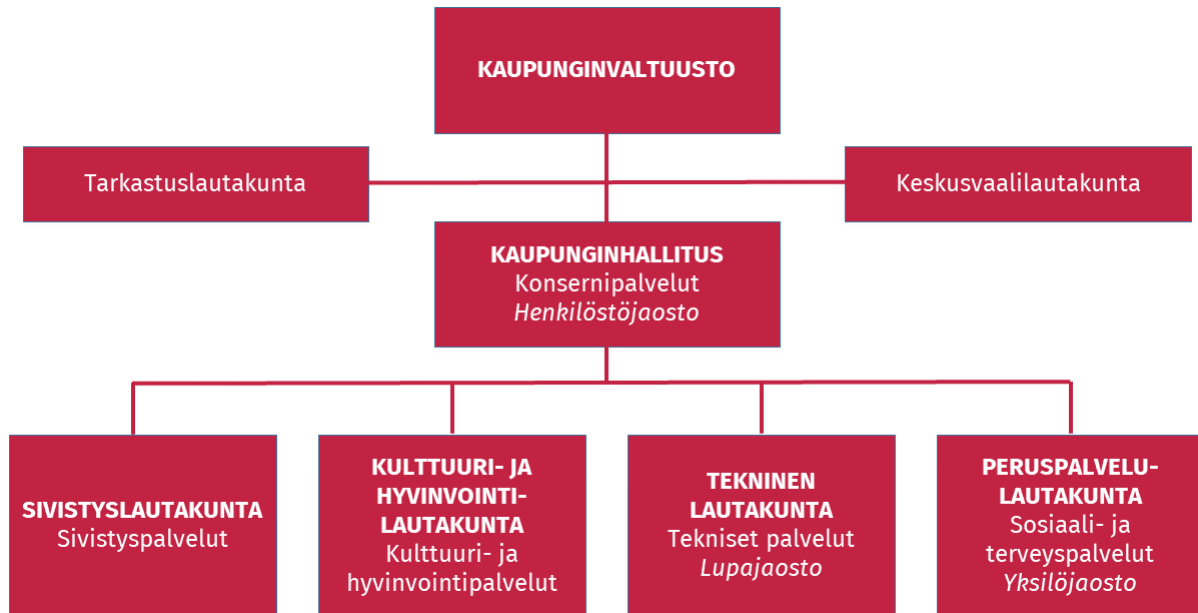 KAUPUNGINVALTUUSTO
Tarkastuslautakunta
Keskusvaalilautakunta
KAUPUNGINHALLITUS
Konsernipalvelut
Henkilöstöjaosto
SIVISTYSLAUTAKUNTA
Sivistyspalvelut
KULTTUURI- JA
HYVINVOINTI-
LAUTAKUNTA
Kulttuuri- ja
hyvinvointipalvelut
TEKNINEN
LAUTAKUNTA
Tekniset palvelut
Lupajaosto
PERUSPALVELU-
LAUTAKUNTA
Sosiaali- ja
terveyspalvelut
Yksilöjaosto